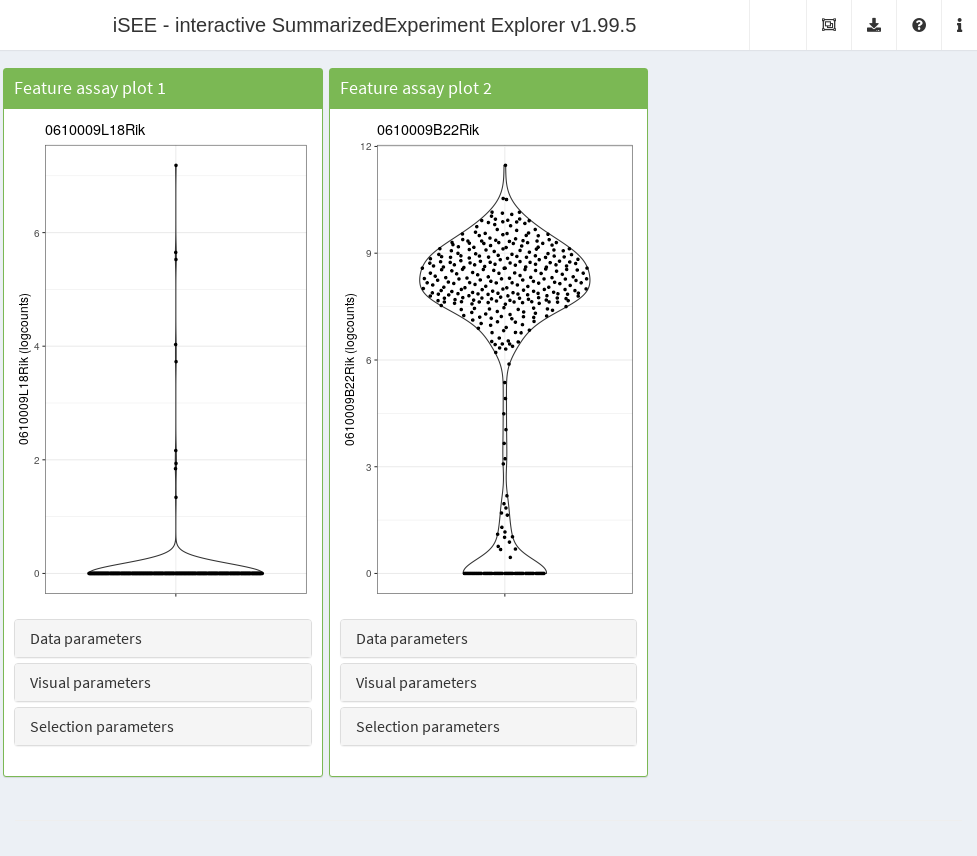 iSEE - interactive SummarizedExperiment Explorer v1.99.5
Feature assay plot 1
0610009L18Rik
0610009L18Rik (logcounts)
6
4
2
0
Data parameters
Visual parameters
Selection parameters
Feature assay plot 2
0610009B22Rik
0610009B22Rik (logcounts)
12
9
6
3
0
Data parameters
Visual parameters
Selection parameters